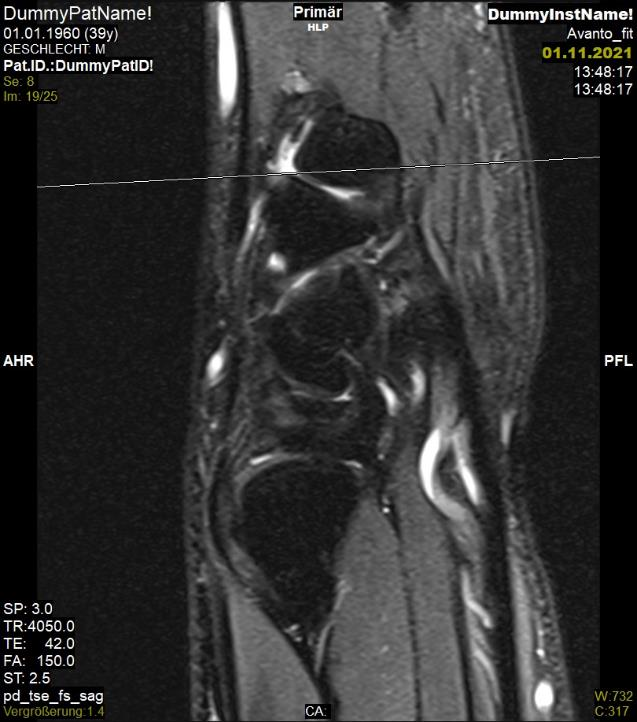 DummyPatName!
01.01.1960 (39y)
GESCHLECHT: M
Pat.ID.:DummyPatID!
Se: 8
Im: 19/25
Primär
HLP
DummyInstName!
Avanto_fit
01.11.2021
13:48:17
13:48:17
AHR
PFL
SP: 3.0
TR:4050.0
TE: 42.0
FA: 150.0
ST: 2.5
pd_tse_fs_sag
Vergrößerung:1.4
CA:
W:732
C:317